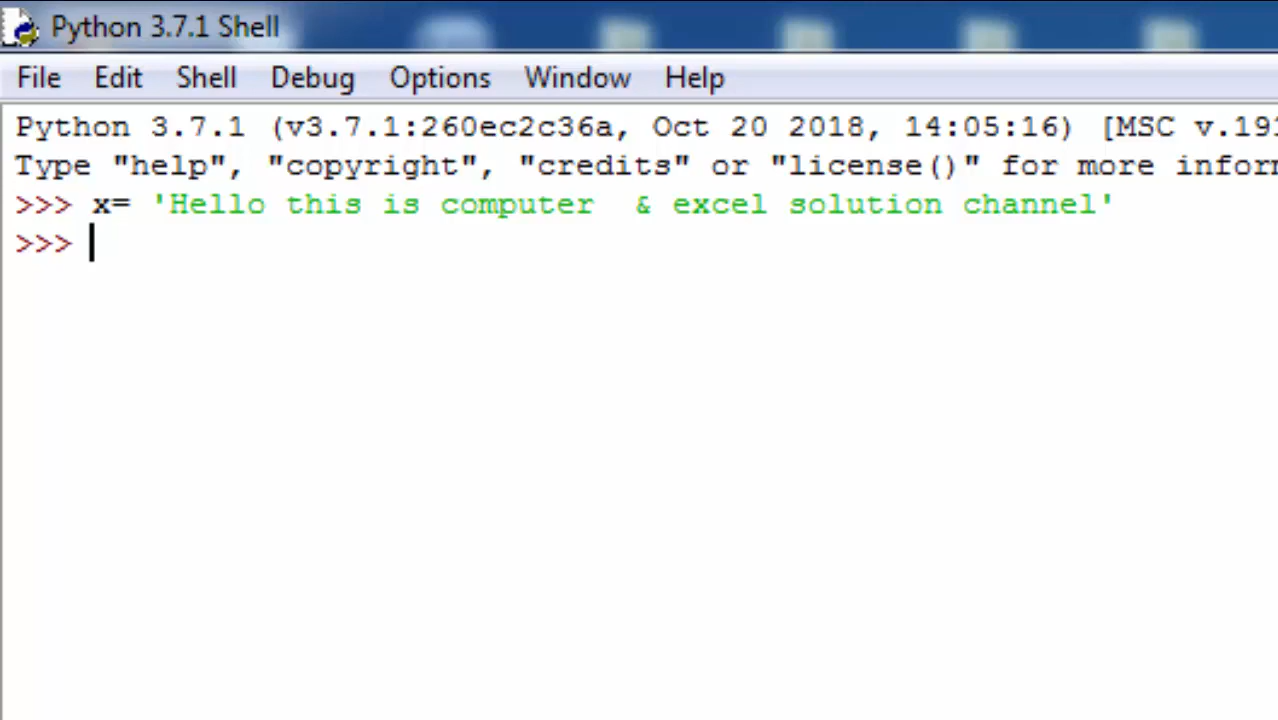 Python 3.7.1 Shell
File Edit Shell Debug Options Window Help
Python 3.7.1 (v3.7.1:260ec2c36a, Oct 20 2018, 14:05:16) [MSC v.191
Type "help", "copyright", "credits" or "license()" for more infor
>>> x= 'Hello this is computer  & excel solution channel'
>>>